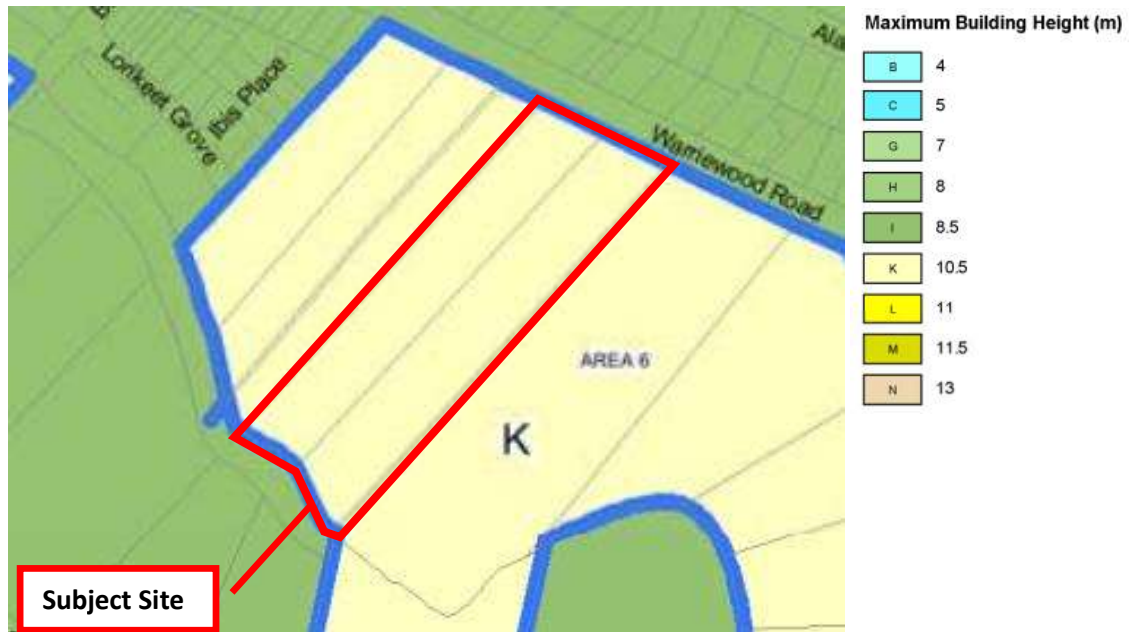 Lorikeet Grove
Ibis Place
Warriewood Road
AREA 6
K
Subject Site
Maximum Building Height (m)
B 4
C 5
G 7
H 8
I 8.5
K 10.5
L 11
M 11.5
N 13